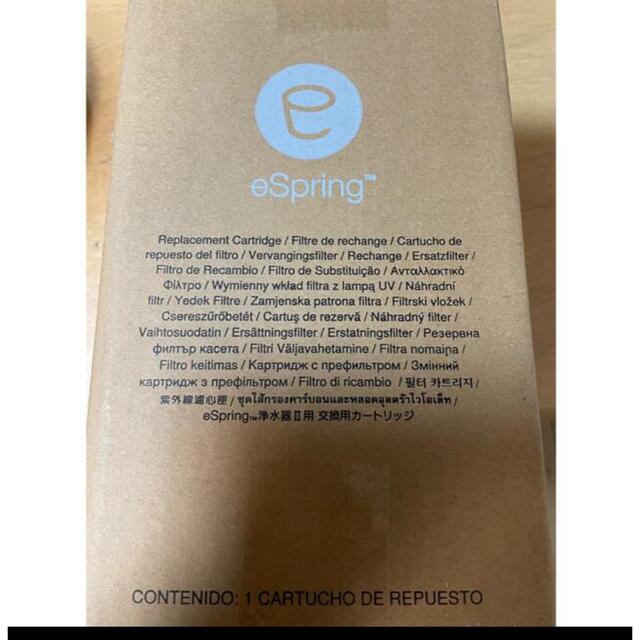 eSpring™
Replacement Cartridge / Filtre de rechange / Cartucho de
repuesto del filtro / Vervangingsfilter / Rechange / Ersatzfilter /
Filtro de Recambio / Filtro de Substituição / Ανταλλακτικό
Φίλτρο / Wymienny wkład filtra z lampą UV / Náhradní
filtr / Yedek Filtre / Zamjenska patrona filtra / Filtrski vložek /
Csereszűrőbetét / Cartuş de rezervă / Náhradný filter /
Vaihtosuodatin / Ersättningsfilter / Erstatningsfilter / Резервна
филтър касета / Filtri Väljavahetamine / Filtra nomaiņa /
Filtro keitimas / Картридж с префильтром / Змінний
картридж з префільтром / Filtro di ricambio / 필터 카트리지 /
紫外線濾心匣 / ชุดไส้กรองคาร์บอนและหลอดอุลตร้าไวโอเล็ท /
eSpring™浄水器Ⅱ用 交換用カートリッジ
CONTENIDO: 1 CARTUCHO DE REPUESTO